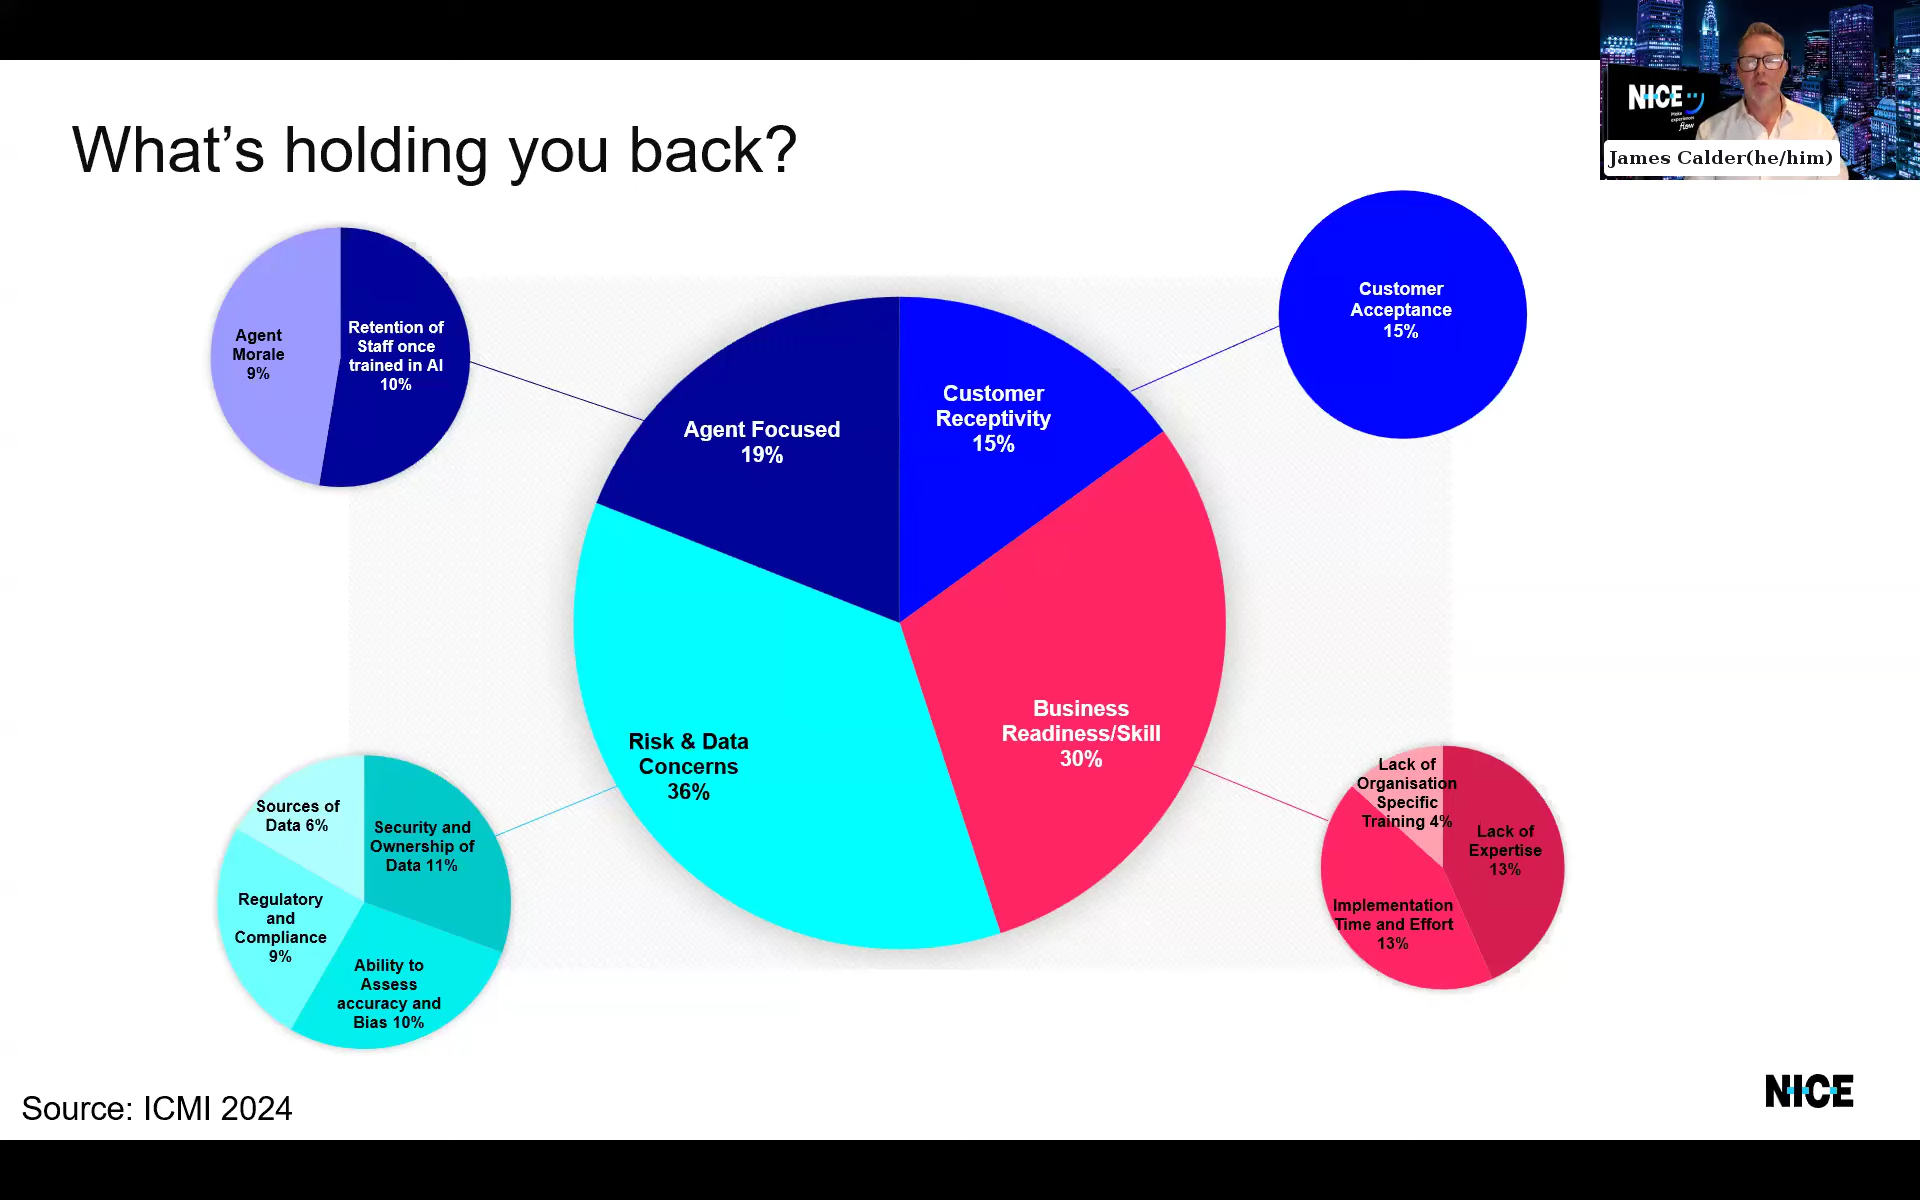 What's holding you back?
NICE
Make
experiences
flow
James Calder(he/him)
Agent
Morale
9%
Retention of
Staff once
trained in AI
10%
Customer
Acceptance
15%
Agent Focused
19%
Customer
Receptivity
15%
Risk & Data
Concerns
36%
Business
Readiness/Skill
30%
Sources of
Data 6%
Security and
Ownership of
Data 11%
Regulatory
and
Compliance
9%
Ability to
Assess
accuracy and
Bias 10%
Lack of
Organisation
Specific
Training 4%
Lack of
Expertise
13%
Implementation
Time and Effort
13%
Source: ICMI 2024
NICE